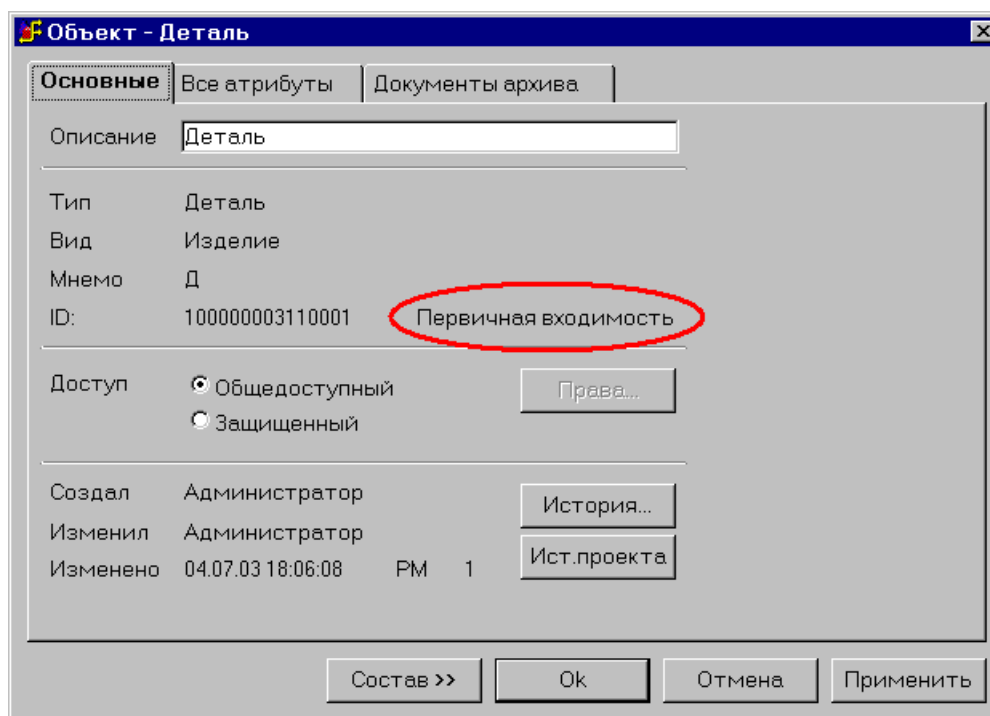 Объект - Деталь
Основные Все атрибуты Документы архива
Описание Деталь
Тип Деталь
Вид Изделие
Мнемо Д
ID: 100000003110001 Первичная входимость
Доступ Общедоступный Права...
Защищенный
Создал Администратор История...
Изменил Администратор
Ист.проекта
Изменено 04.07.03 18:06:08 PM 1
Состав >> Ok Отмена Применить